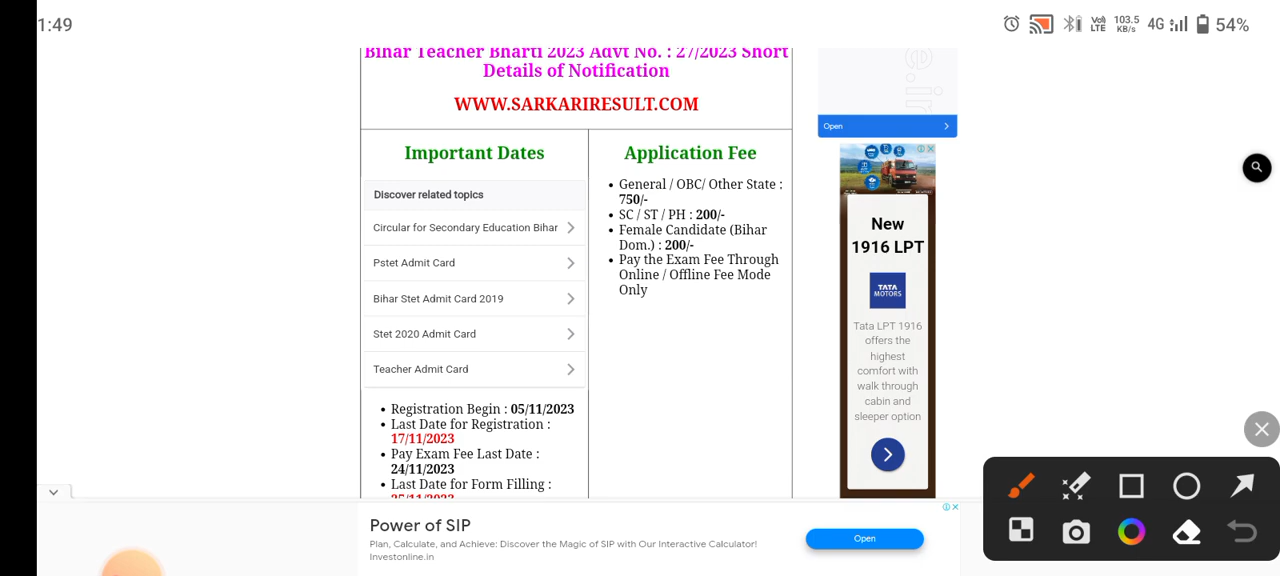 1:49
Vo)
LTE
103.5
KB/s
4G
54%
Bihar Teacher Bharti 2023 Advt No. : 27/2023 Short
Details of Notification
WWW.SARKARIRESULT.COM
Important Dates
Discover related topics
Circular for Secondary Education Bihar
Pstet Admit Card
Bihar Stet Admit Card 2019
Stet 2020 Admit Card
Teacher Admit Card
• Registration Begin : 05/11/2023
• Last Date for Registration :
17/11/2023
• Pay Exam Fee Last Date :
24/11/2023
• Last Date for Form Filling :
25/11/2023
Application Fee
• General / OBC/ Other State :
750/-
• SC / ST / PH : 200/-
• Female Candidate (Bihar
Dom.) : 200/-
• Pay the Exam Fee Through
Online / Offline Fee Mode
Only
Open
New
1916 LPT
TATA
MOTORS
Tata LPT 1916
offers the
highest
comfort with
walk through
cabin and
sleeper option
Power of SIP
Plan, Calculate, and Achieve: Discover the Magic of SIP with Our Interactive Calculator!
Investonline.in
Open